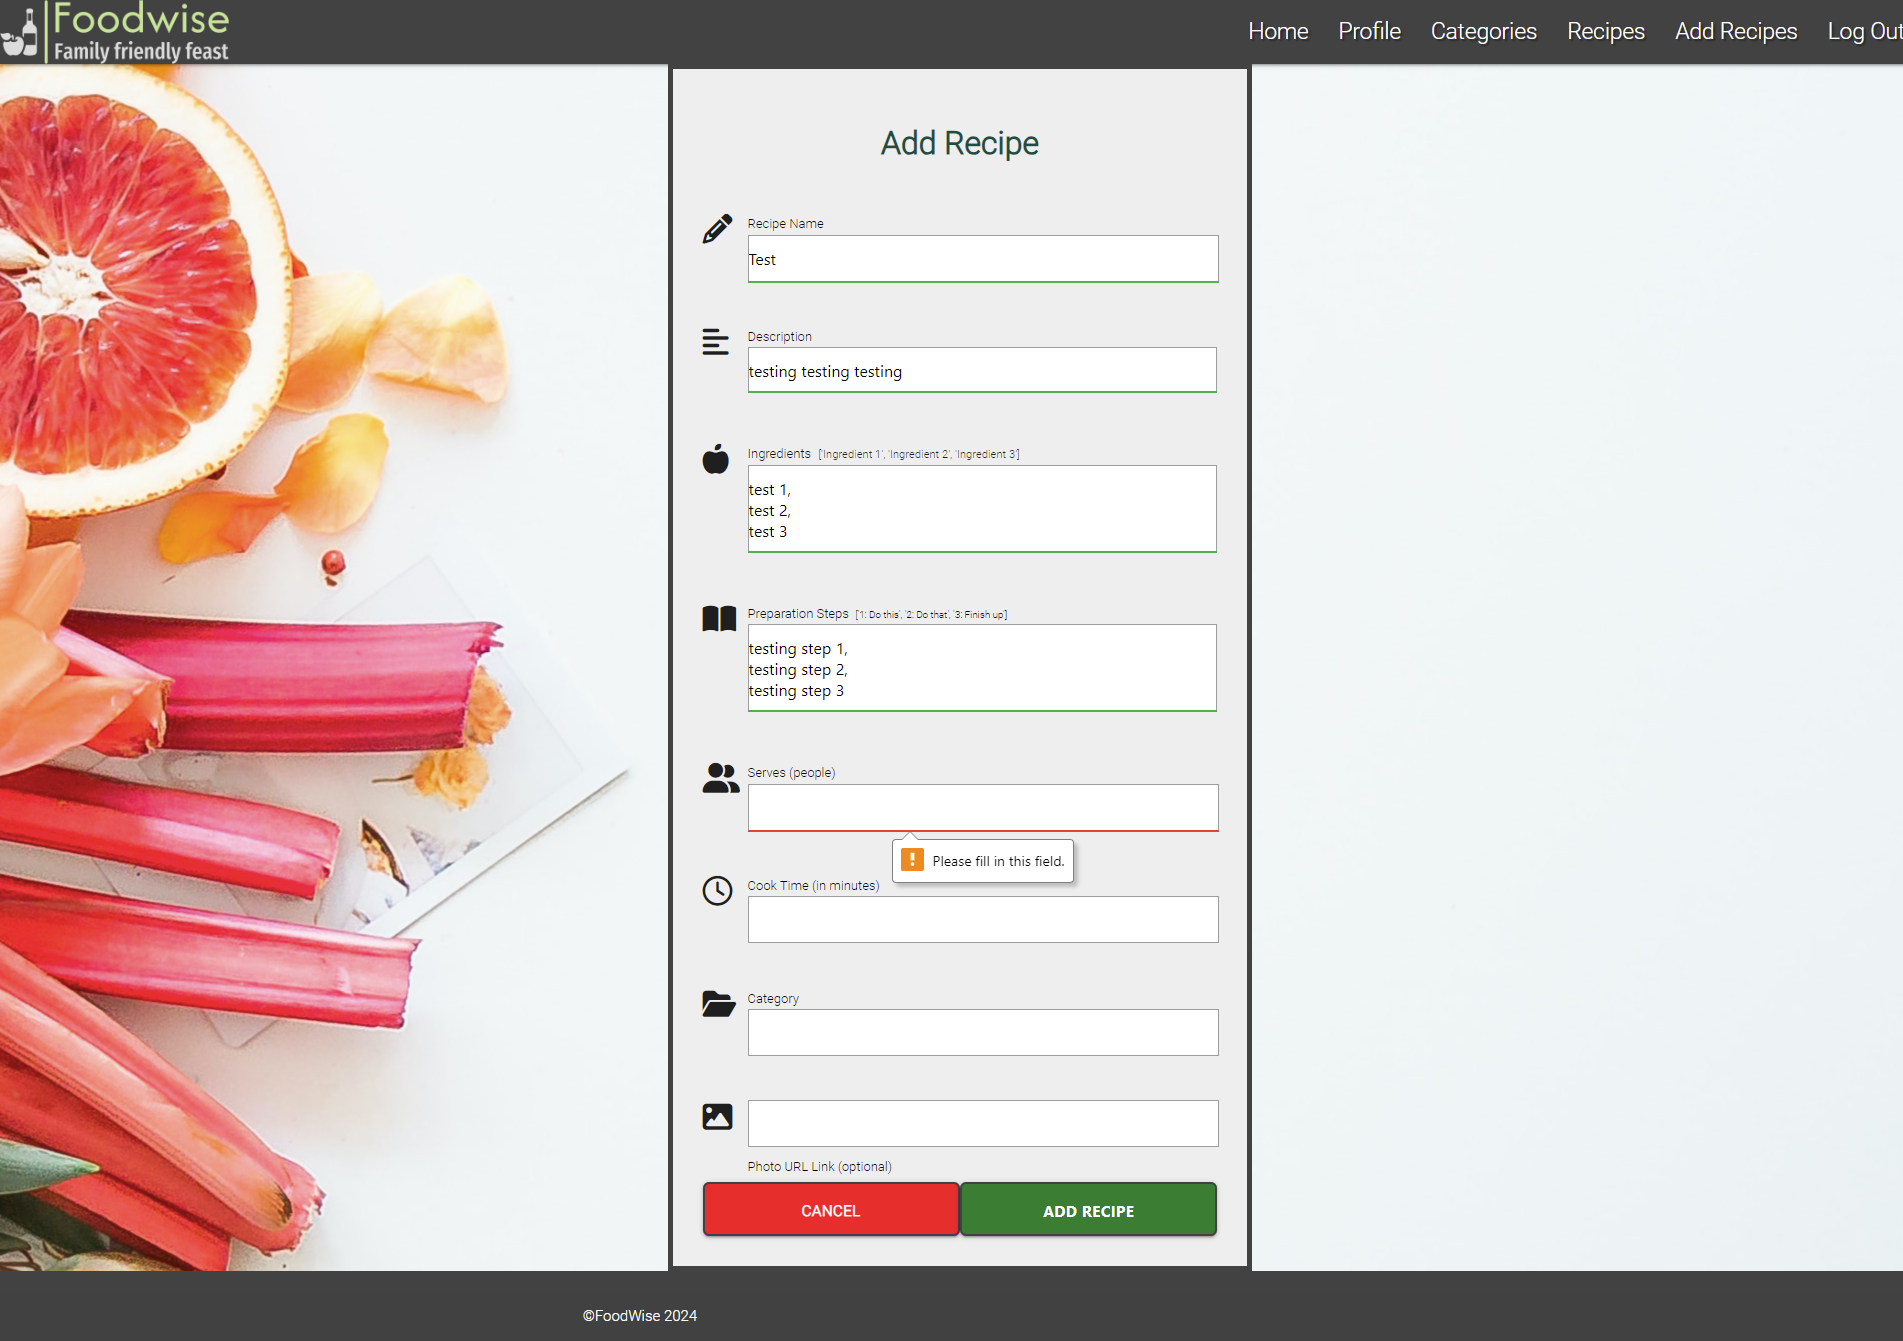 Foodwise
Family friendly feast
Home Profile Categories Recipes Add Recipes Log Out
Add Recipe
Recipe Name
Test
Description
testing testing testing
Ingredients ['Ingredient 1', 'Ingredient 2', 'Ingredient 3']
test 1,
test 2,
test 3
Preparation Steps ['1: Do this', '2: Do that', '3: Finish up']
testing step 1,
testing step 2,
testing step 3
Serves (people)
Please fill in this field.
Cook Time (in minutes)
Category
Photo URL Link (optional)
CANCEL ADD RECIPE
©FoodWise 2024